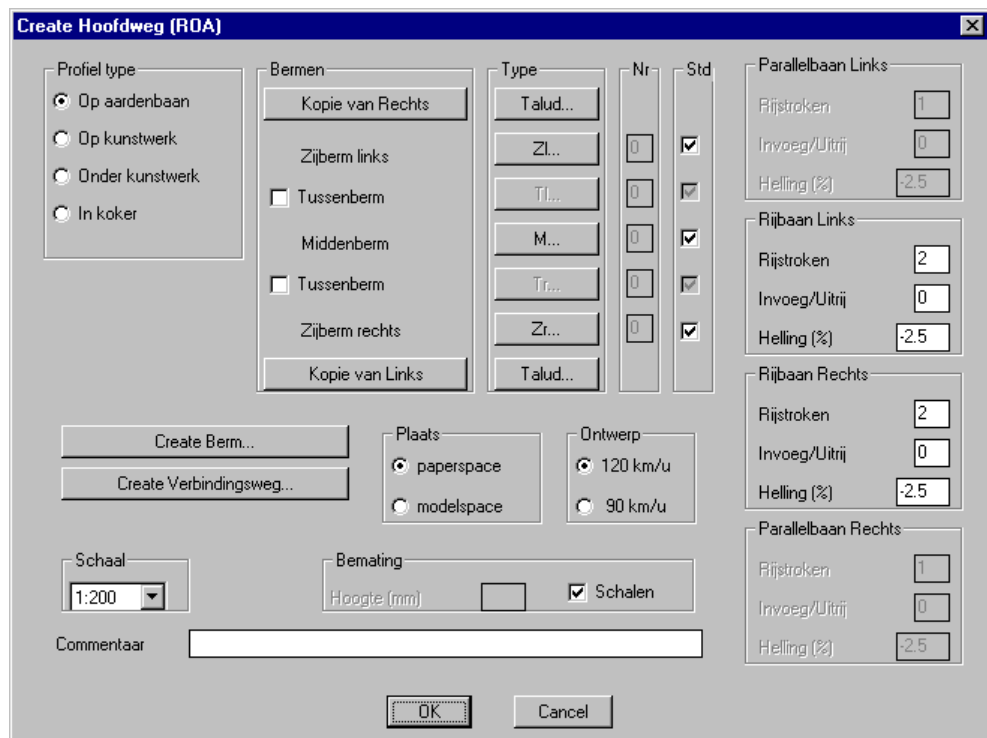 Create Hoofdweg (ROA)
Profiel type
Op aardenbaan
Op kunstwerk
Onder kunstwerk
In koker
Bermen
Kopie van Rechts
Zijberm links
Tussenberm
Middenberm
Tussenberm
Zijberm rechts
Kopie van Links
Type
Talud...
Zl...
Tl...
M...
Tr...
Zr...
Talud...
Nr
0
0
0
0
0
Std
Parallelbaan Links
Rijstroken 1
Invoeg/Uitrij 0
Helling (%) -2.5
Rijbaan Links
Rijstroken 2
Invoeg/Uitrij 0
Helling (%) -2.5
Rijbaan Rechts
Rijstroken 2
Invoeg/Uitrij 0
Helling (%) -2.5
Parallelbaan Rechts
Rijstroken 1
Invoeg/Uitrij 0
Helling (%) -2.5
Create Berm...
Create Verbindingsweg...
Plaats
paperspace
modelspace
Ontwerp
120 km/u
90 km/u
Schaal
1:200
Bemating
Hoogte (mm)
Schalen
Commentaar
OK
Cancel